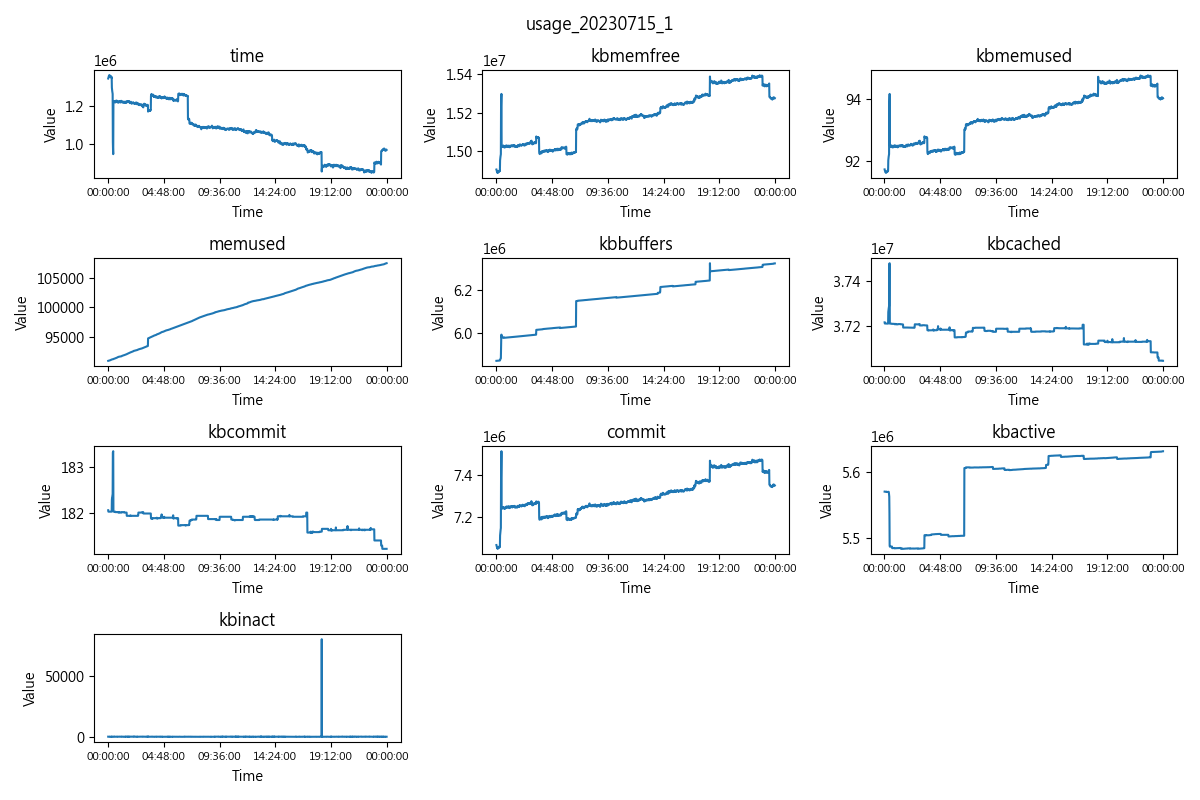 usage_20230715_1
time
1e6
Value
1.2
1.0
00:00:00 04:48:00 09:36:00 14:24:00 19:12:00 00:00:00
Time
kbmemfree
1e7
Value
1.54
1.52
1.50
00:00:00 04:48:00 09:36:00 14:24:00 19:12:00 00:00:00
Time
kbmemused
Value
94
92
00:00:00 04:48:00 09:36:00 14:24:00 19:12:00 00:00:00
Time
memused
Value
105000
100000
95000
00:00:00 04:48:00 09:36:00 14:24:00 19:12:00 00:00:00
Time
kbbuffers
1e6
Value
6.2
6.0
00:00:00 04:48:00 09:36:00 14:24:00 19:12:00 00:00:00
Time
kbcached
1e7
Value
3.74
3.72
00:00:00 04:48:00 09:36:00 14:24:00 19:12:00 00:00:00
Time
kbcommit
Value
183
182
00:00:00 04:48:00 09:36:00 14:24:00 19:12:00 00:00:00
Time
commit
1e6
Value
7.4
7.2
00:00:00 04:48:00 09:36:00 14:24:00 19:12:00 00:00:00
Time
kbactive
1e6
Value
5.6
5.5
00:00:00 04:48:00 09:36:00 14:24:00 19:12:00 00:00:00
Time
kbinact
Value
50000
0
00:00:00 04:48:00 09:36:00 14:24:00 19:12:00 00:00:00
Time